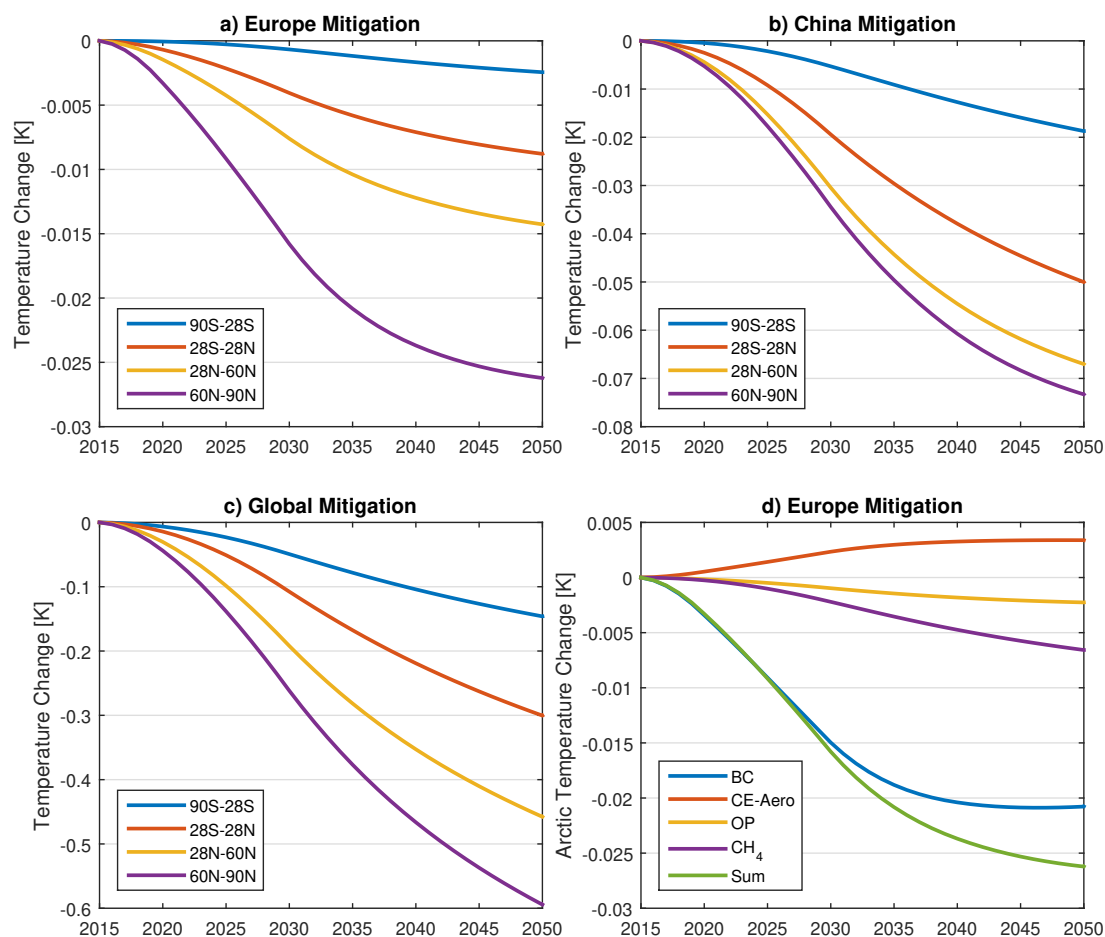 a) Europe Mitigation
Temperature Change [K]
0
-0.005
-0.01
-0.015
-0.02
-0.025
-0.03
90S-28S
28S-28N
28N-60N
60N-90N
2015 2020 2025 2030 2035 2040 2045 2050
b) China Mitigation
Temperature Change [K]
0
-0.01
-0.02
-0.03
-0.04
-0.05
-0.06
-0.07
-0.08
90S-28S
28S-28N
28N-60N
60N-90N
2015 2020 2025 2030 2035 2040 2045 2050
c) Global Mitigation
Temperature Change [K]
0
-0.1
-0.2
-0.3
-0.4
-0.5
-0.6
90S-28S
28S-28N
28N-60N
60N-90N
2015 2020 2025 2030 2035 2040 2045 2050
d) Europe Mitigation
Arctic Temperature Change [K]
0.005
0
-0.005
-0.01
-0.015
-0.02
-0.025
-0.03
BC
CE-Aero
OP
CH4
Sum
2015 2020 2025 2030 2035 2040 2045 2050